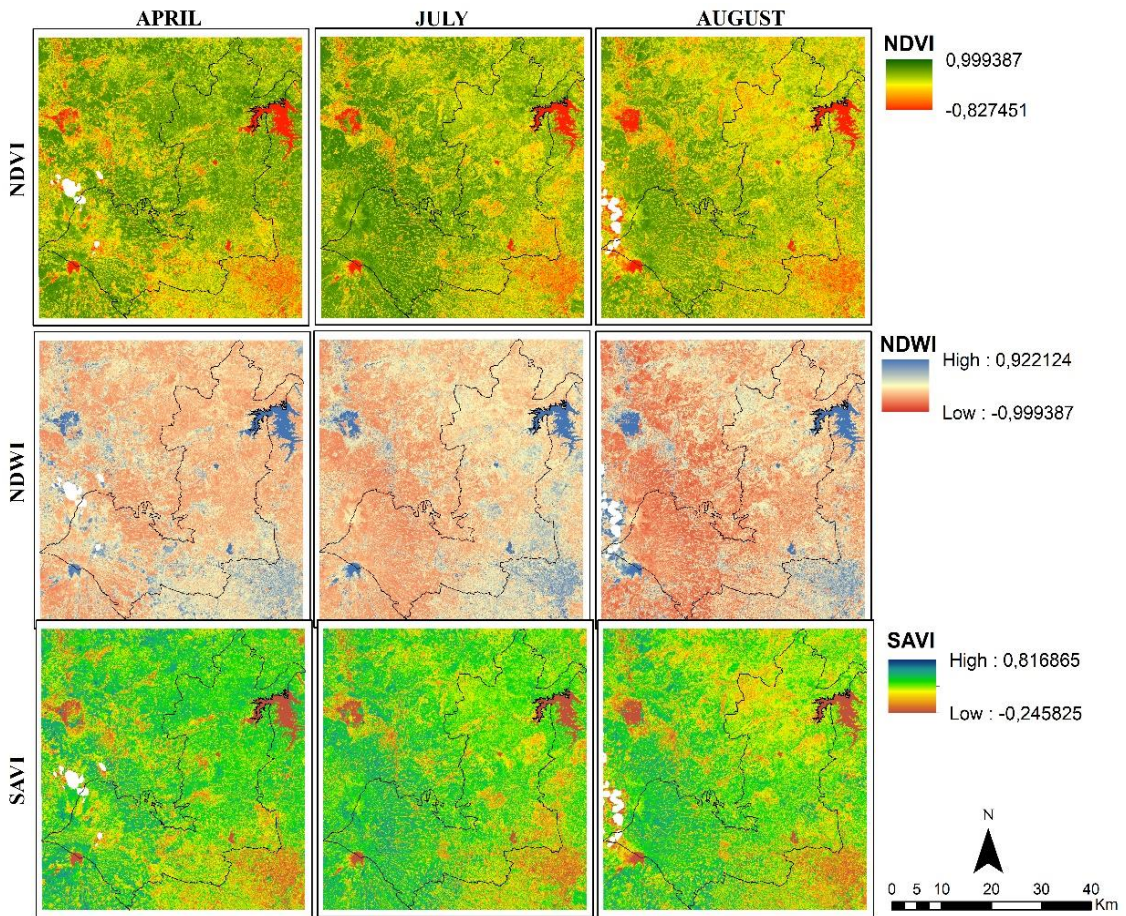 APRIL JULY AUGUST
NDVI
NDVI
0,999387
-0,827451
NDWI
NDWI
High : 0,922124
Low : -0,999387
SAVI
SAVI
High : 0,816865
Low : -0,245825
N
0 5 10 20 30 40
Km